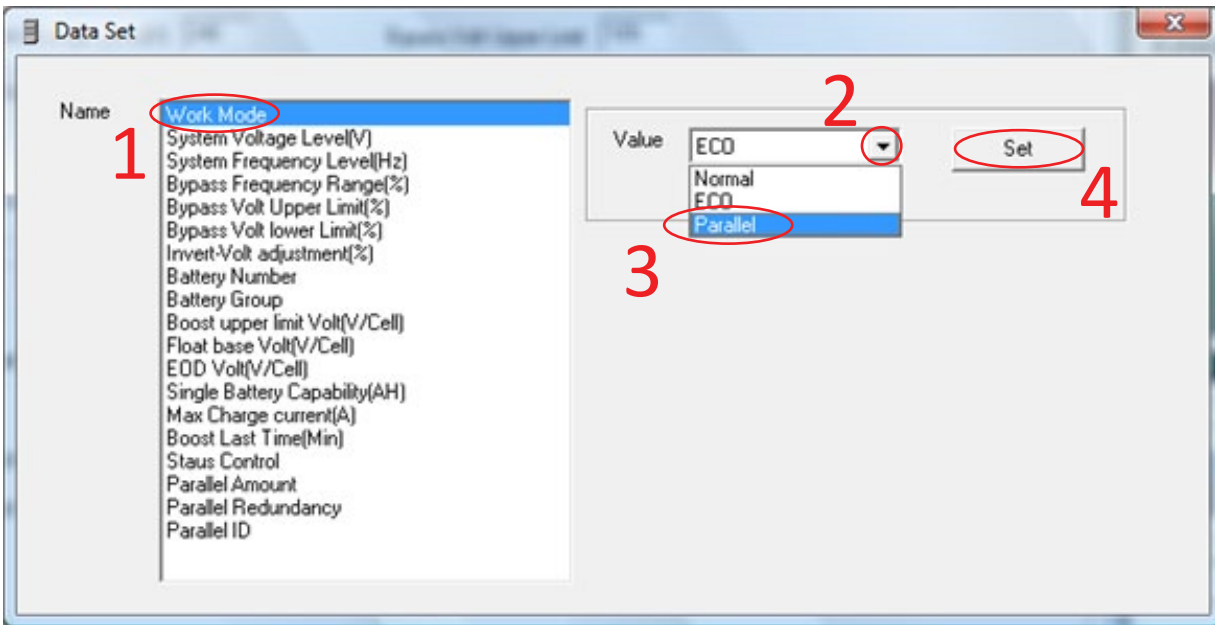 Data Set
Name
Work Mode
System Voltage Level(V)
System Frequency Level(Hz)
Bypass Frequency Range(%)
Bypass Volt Upper Limit(%)
Bypass Volt lower Limit(%)
Invert-Volt adjustment(%)
Battery Number
Battery Group
Boost upper limit Volt(V/Cell)
Float base Volt(V/Cell)
EOD Volt(V/Cell)
Single Battery Capability(AH)
Max Charge current(A)
Boost Last Time(Min)
Staus Control
Parallel Amount
Parallel Redundancy
Parallel ID
1
Value
ECO
2
Normal
ECO
Parallel
3
Set
4